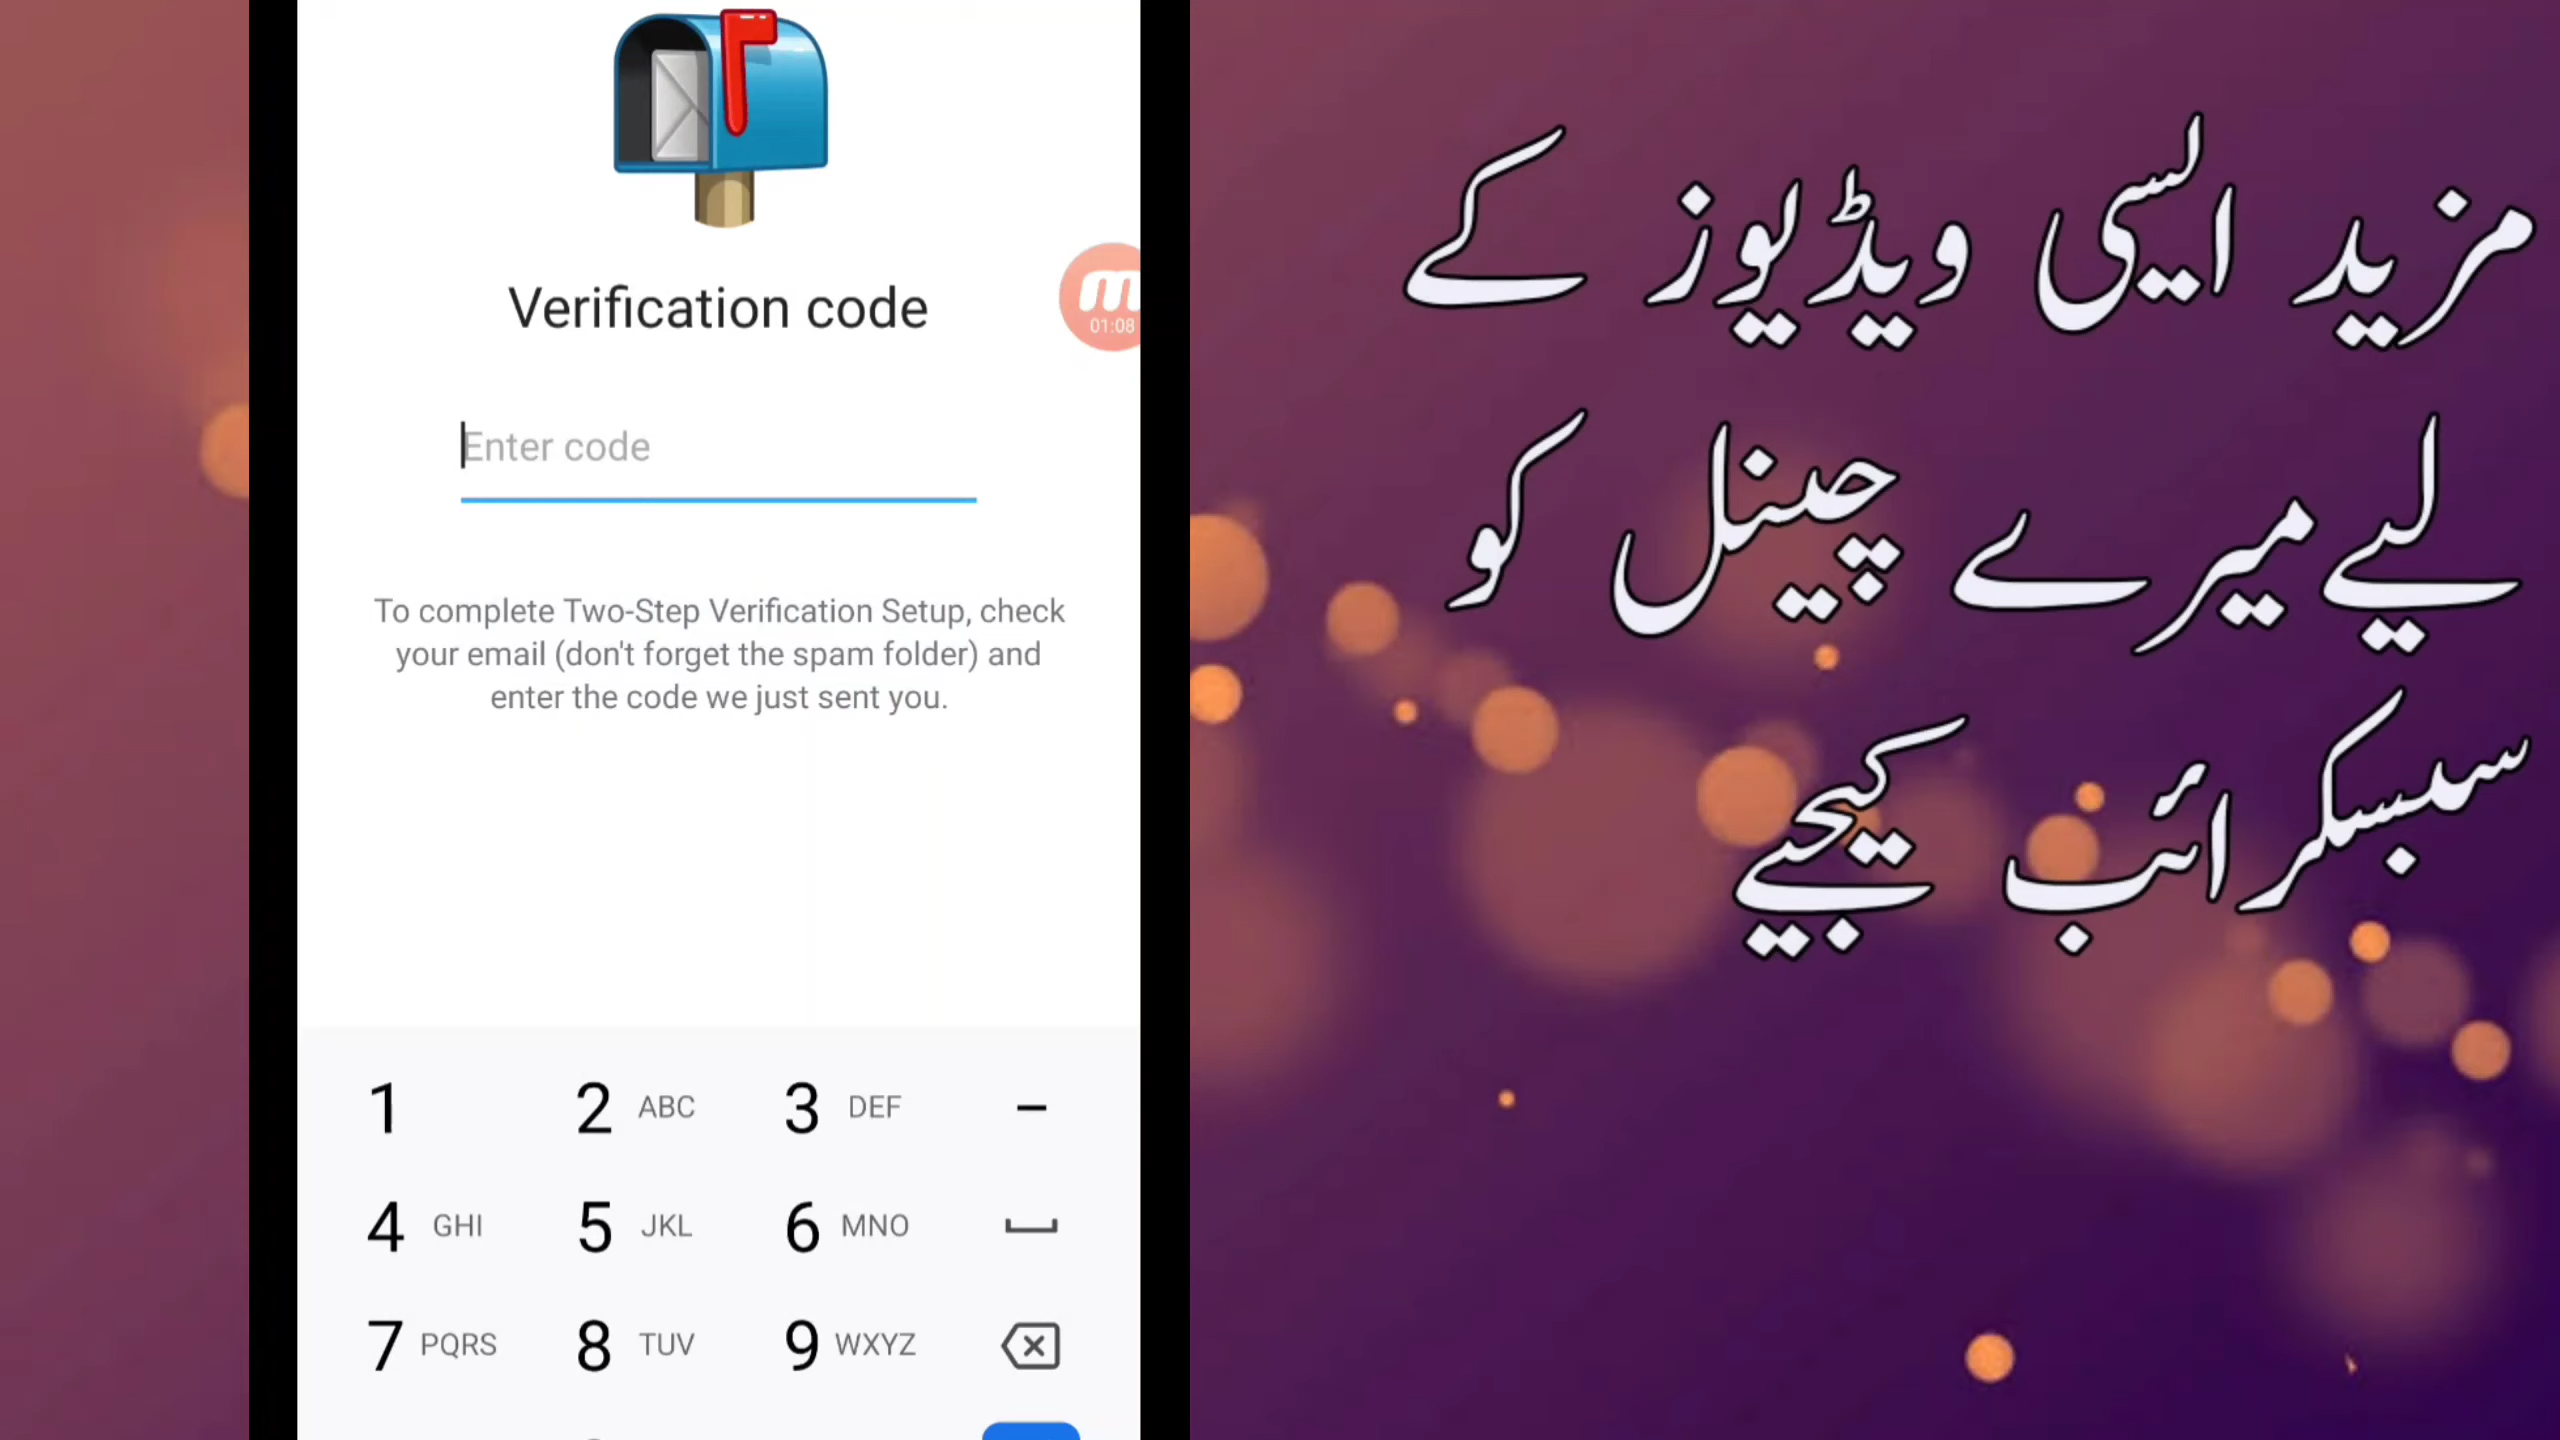 Verification code
01:08
Enter code
To complete Two-Step Verification Setup, check
your email (don't forget the spam folder) and
enter the code we just sent you.
1 2 ABC 3 DEF –
4 GHI 5 JKL 6 MNO
7 PQRS 8 TUV 9 WXYZ
مزید ایسی ویڈیوز کے
لیے میرے چینل کو
سبسکرائب کیجیے